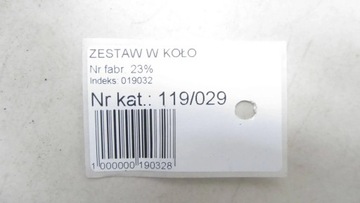 ZESTAW W KOŁO
Nr fabr. 23%
Indeks: 019032
Nr kat.: 119/029
1 000000 190328